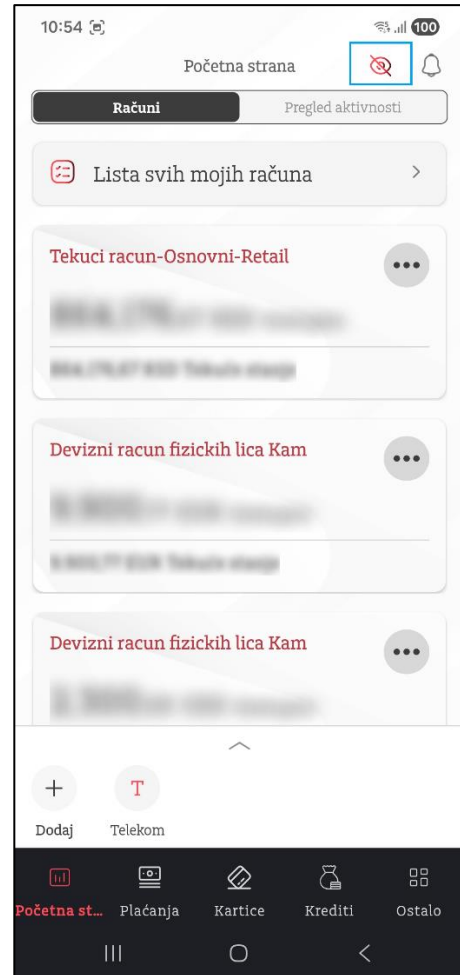 10:54
100
Početna strana
Računi
Pregled aktivnosti
Lista svih mojih računa
Tekuci racun-Osnovni-Retail
Devizni racun fizickih lica Kam
Devizni racun fizickih lica Kam
T
Dodaj
Telekom
Početna st...
Plaćanja
Kartice
Krediti
Ostalo